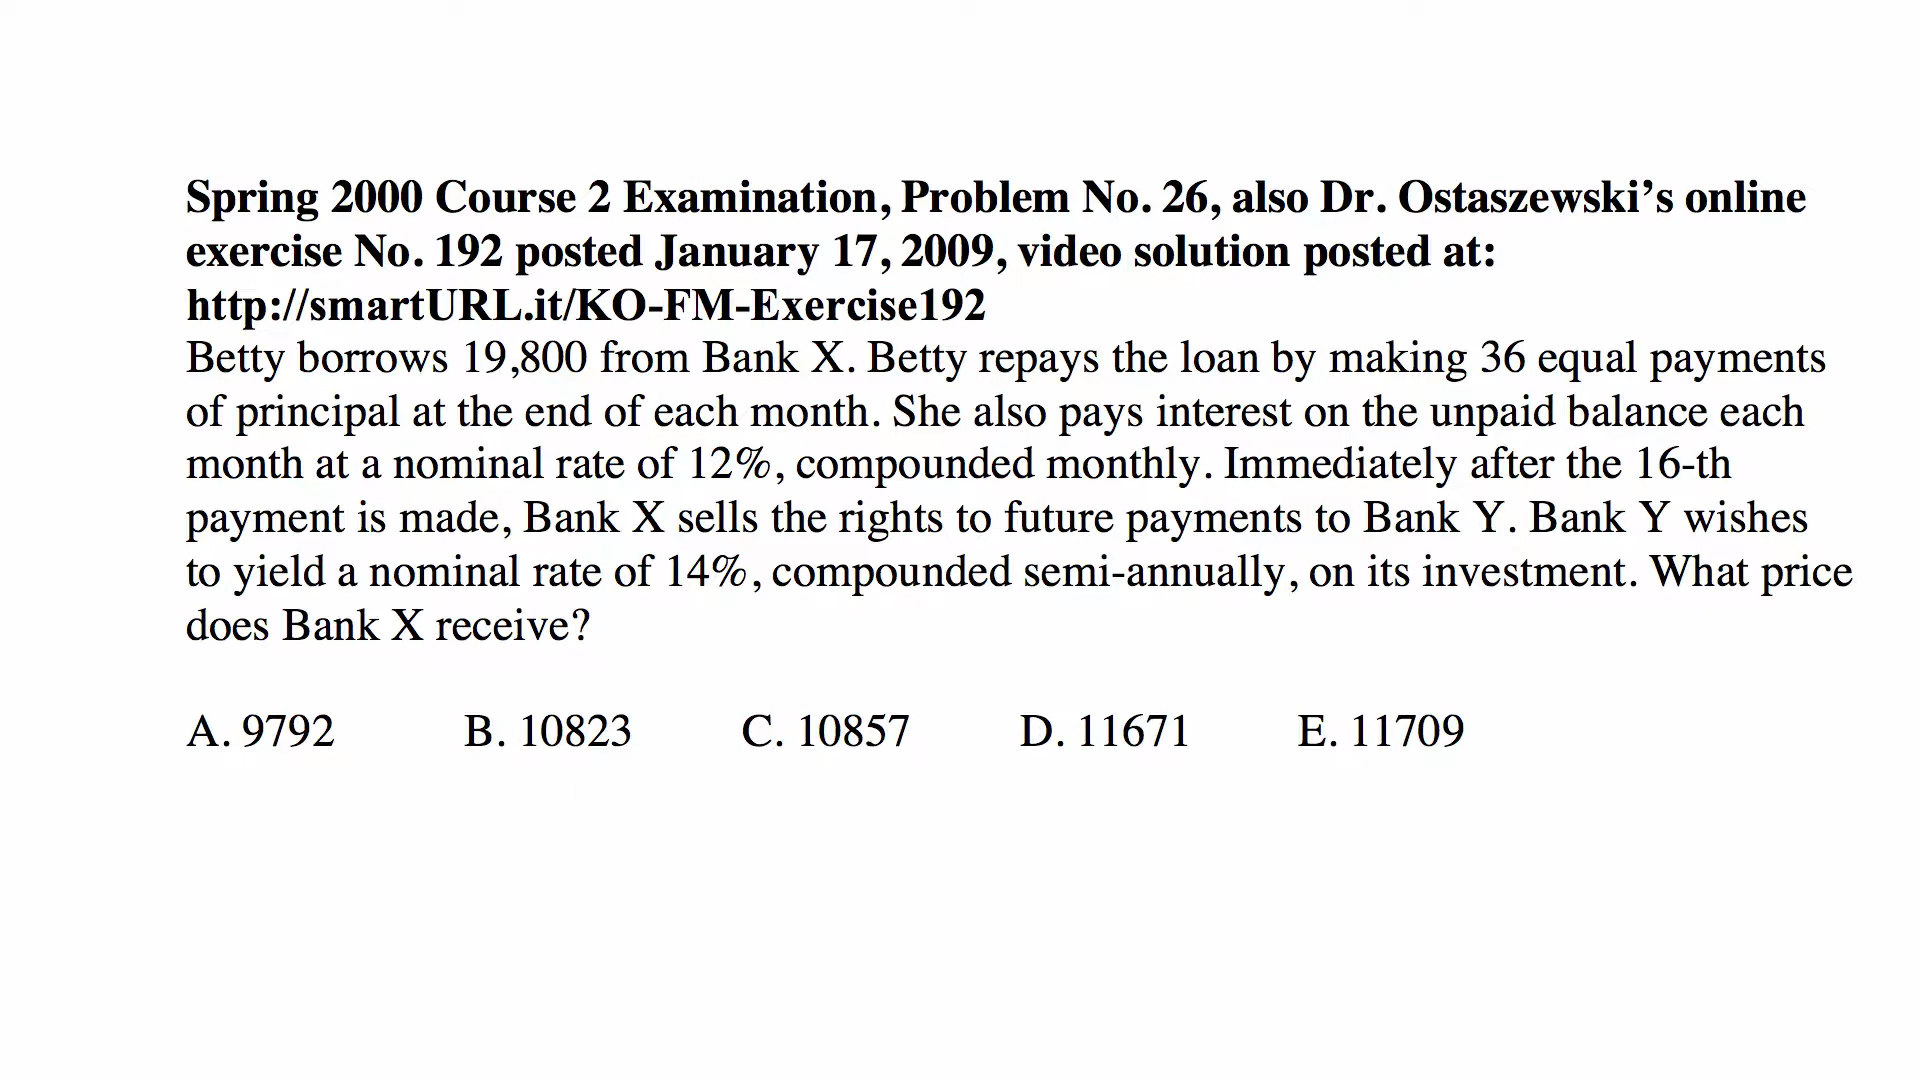 Spring 2000 Course 2 Examination, Problem No. 26, also Dr. Ostaszewski’s online
exercise No. 192 posted January 17, 2009, video solution posted at:
http://smartURL.it/KO-FM-Exercise192
Betty borrows 19,800 from Bank X. Betty repays the loan by making 36 equal payments
of principal at the end of each month. She also pays interest on the unpaid balance each
month at a nominal rate of 12%, compounded monthly. Immediately after the 16-th
payment is made, Bank X sells the rights to future payments to Bank Y. Bank Y wishes
to yield a nominal rate of 14%, compounded semi-annually, on its investment. What price
does Bank X receive?
A. 9792 B. 10823 C. 10857 D. 11671 E. 11709